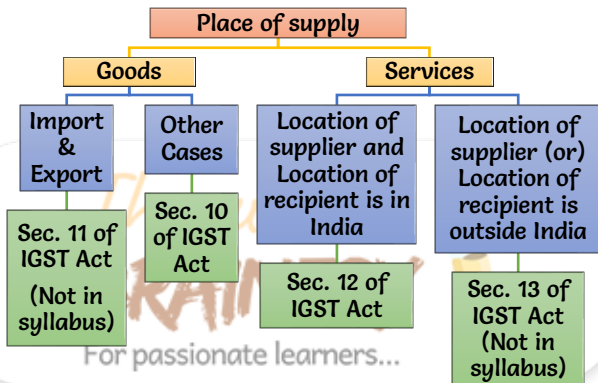 Place of supply
Goods
Services
Import
&
Export
Other
Cases
Location of
supplier and
Location of
recipient is in
India
Location of
supplier (or)
Location of
recipient is
outside India
Sec. 11 of
IGST Act
(Not in
syllabus)
Sec. 10
of IGST
Act
Sec. 12 of
IGST Act
Sec. 13 of
IGST Act
(Not in
syllabus)
For passionate learners...